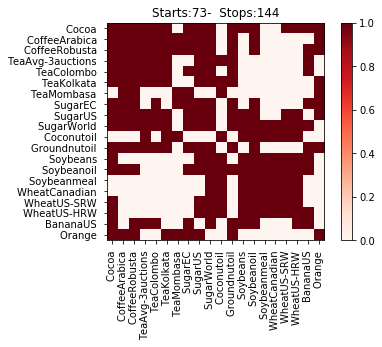 Starts:73-  Stops:144
Cocoa
CoffeeArabica
CoffeeRobusta
TeaAvg-3auctions
TeaColombo
TeaKolkata
TeaMombasa
SugarEC
SugarUS
SugarWorld
Coconutoil
Groundnutoil
Soybeans
Soybeanoil
Soybeanmeal
WheatCanadian
WheatUS-SRW
WheatUS-HRW
BananaUS
Orange
Cocoa
CoffeeArabica
CoffeeRobusta
TeaAvg-3auctions
TeaColombo
TeaKolkata
TeaMombasa
SugarEC
SugarUS
SugarWorld
Coconutoil
Groundnutoil
Soybeans
Soybeanoil
Soybeanmeal
WheatCanadian
WheatUS-SRW
WheatUS-HRW
BananaUS
Orange
1.0
0.8
0.6
0.4
0.2
0.0